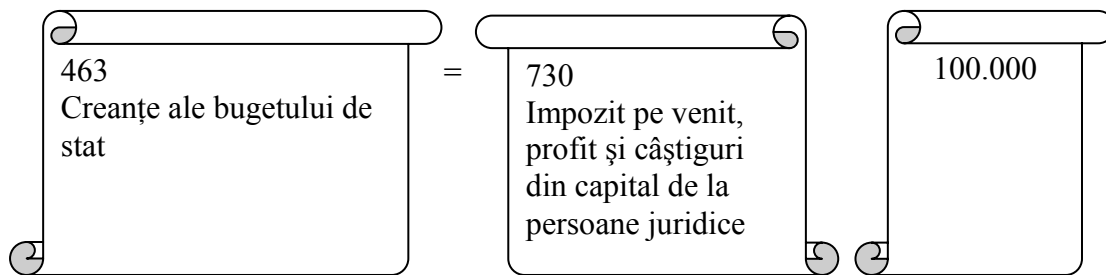 463
Creanțe ale bugetului de
stat
=
730
Impozit pe venit,
profit şi câştiguri
din capital de la
persoane juridice
100.000